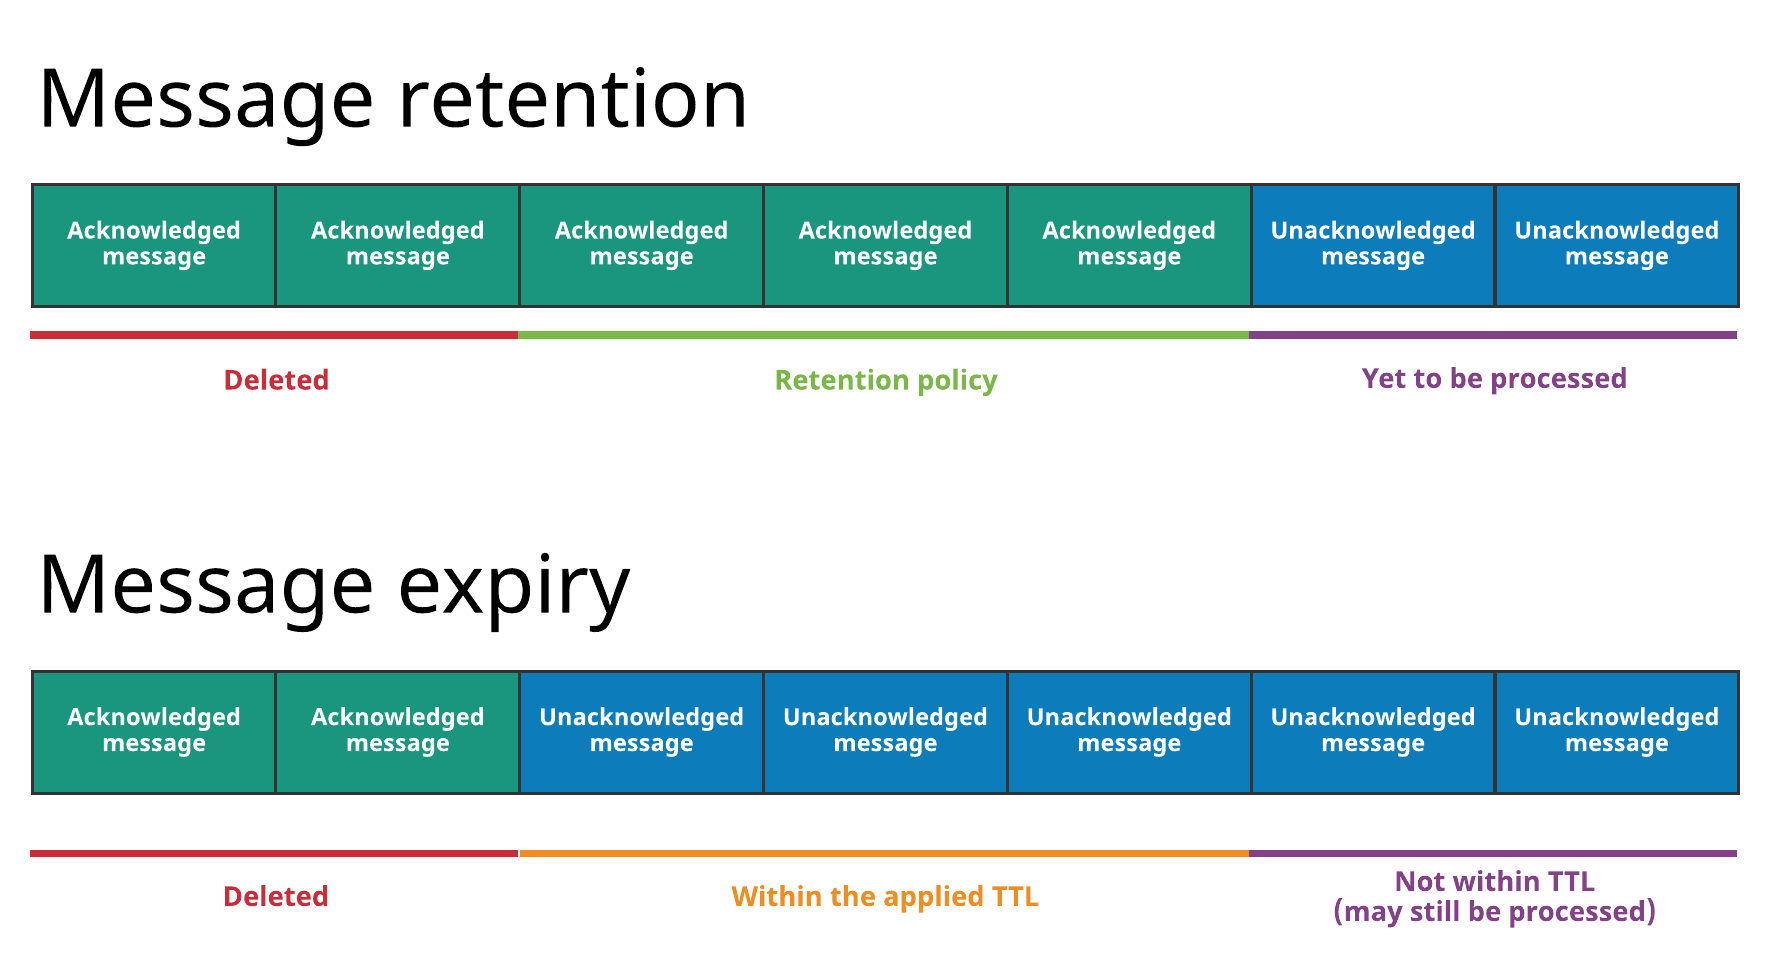 Message retention
Acknowledged message
Acknowledged message
Acknowledged message
Acknowledged message
Acknowledged message
Unacknowledged message
Unacknowledged message
Deleted
Retention policy
Yet to be processed
Message expiry
Acknowledged message
Acknowledged message
Unacknowledged message
Unacknowledged message
Unacknowledged message
Unacknowledged message
Unacknowledged message
Deleted
Within the applied TTL
Not within TTL
(may still be processed)